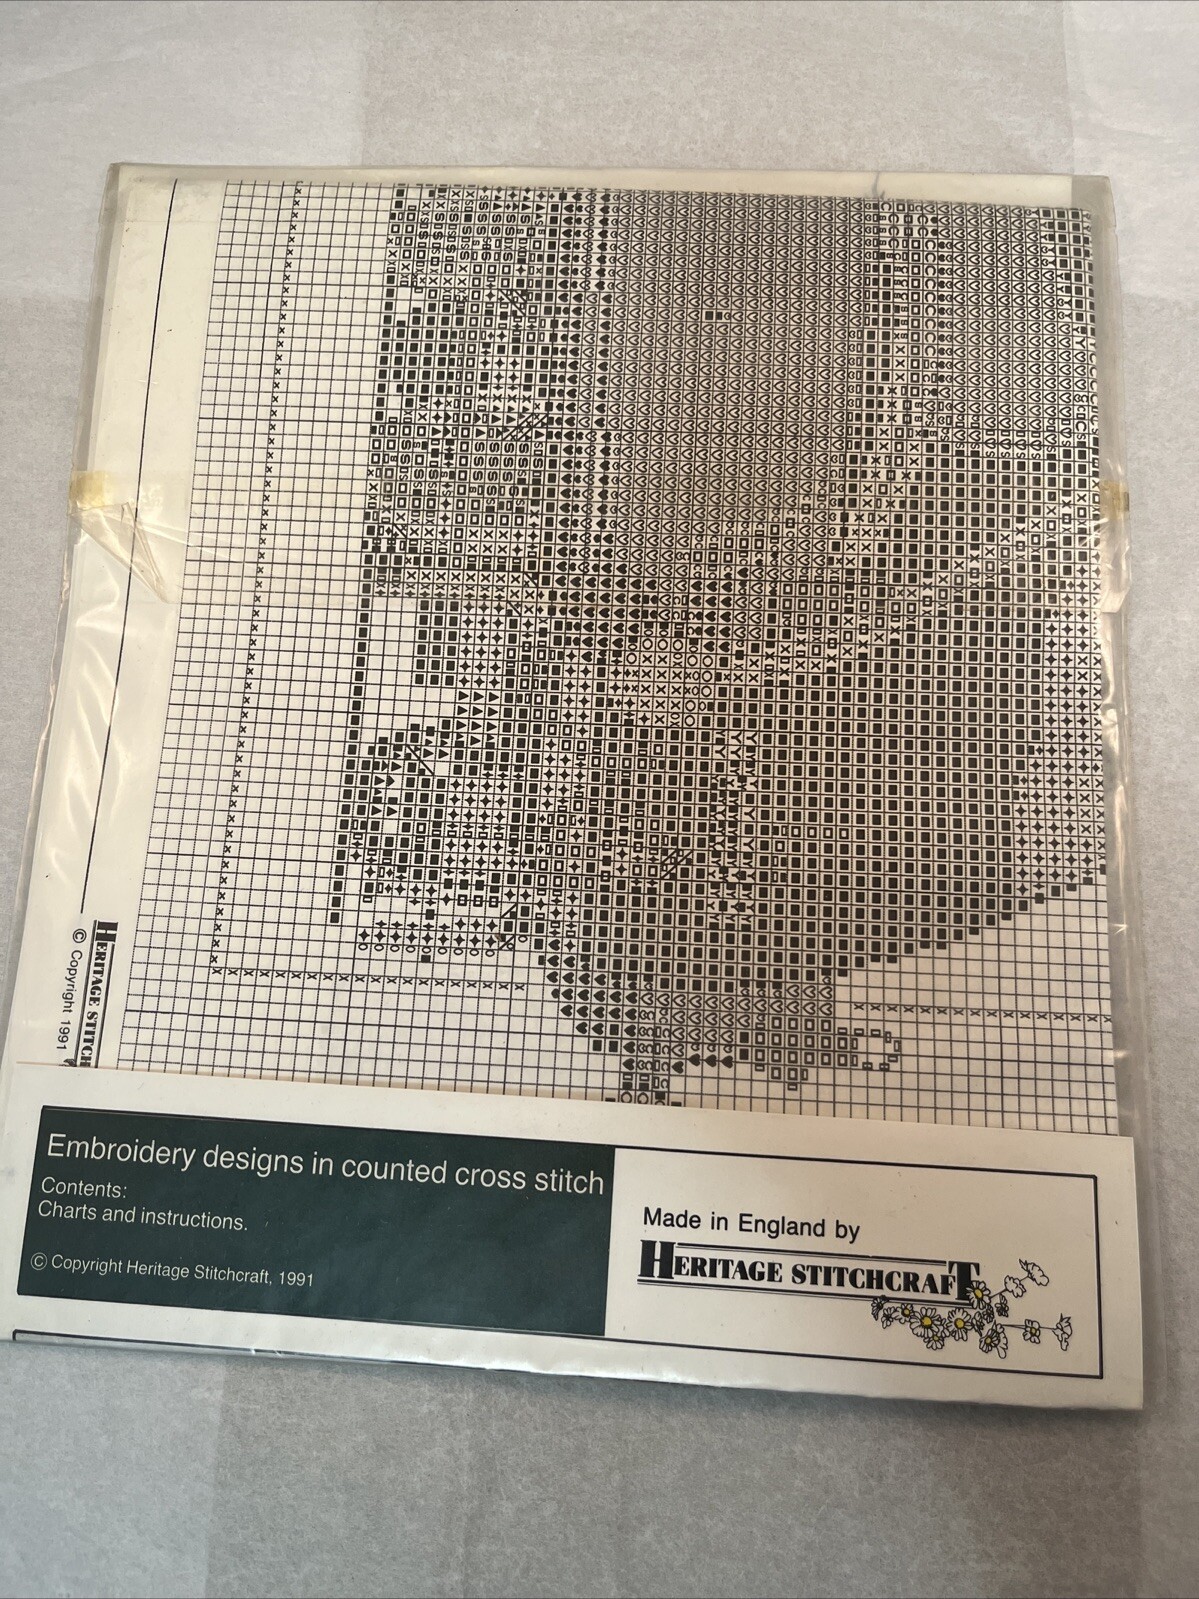 HERITAGE STITCH
© Copyright 1991
Embroidery designs in counted cross stitch
Contents:
Charts and instructions.
© Copyright Heritage Stitchcraft, 1991
Made in England by
HERITAGE STITCHCRAFT